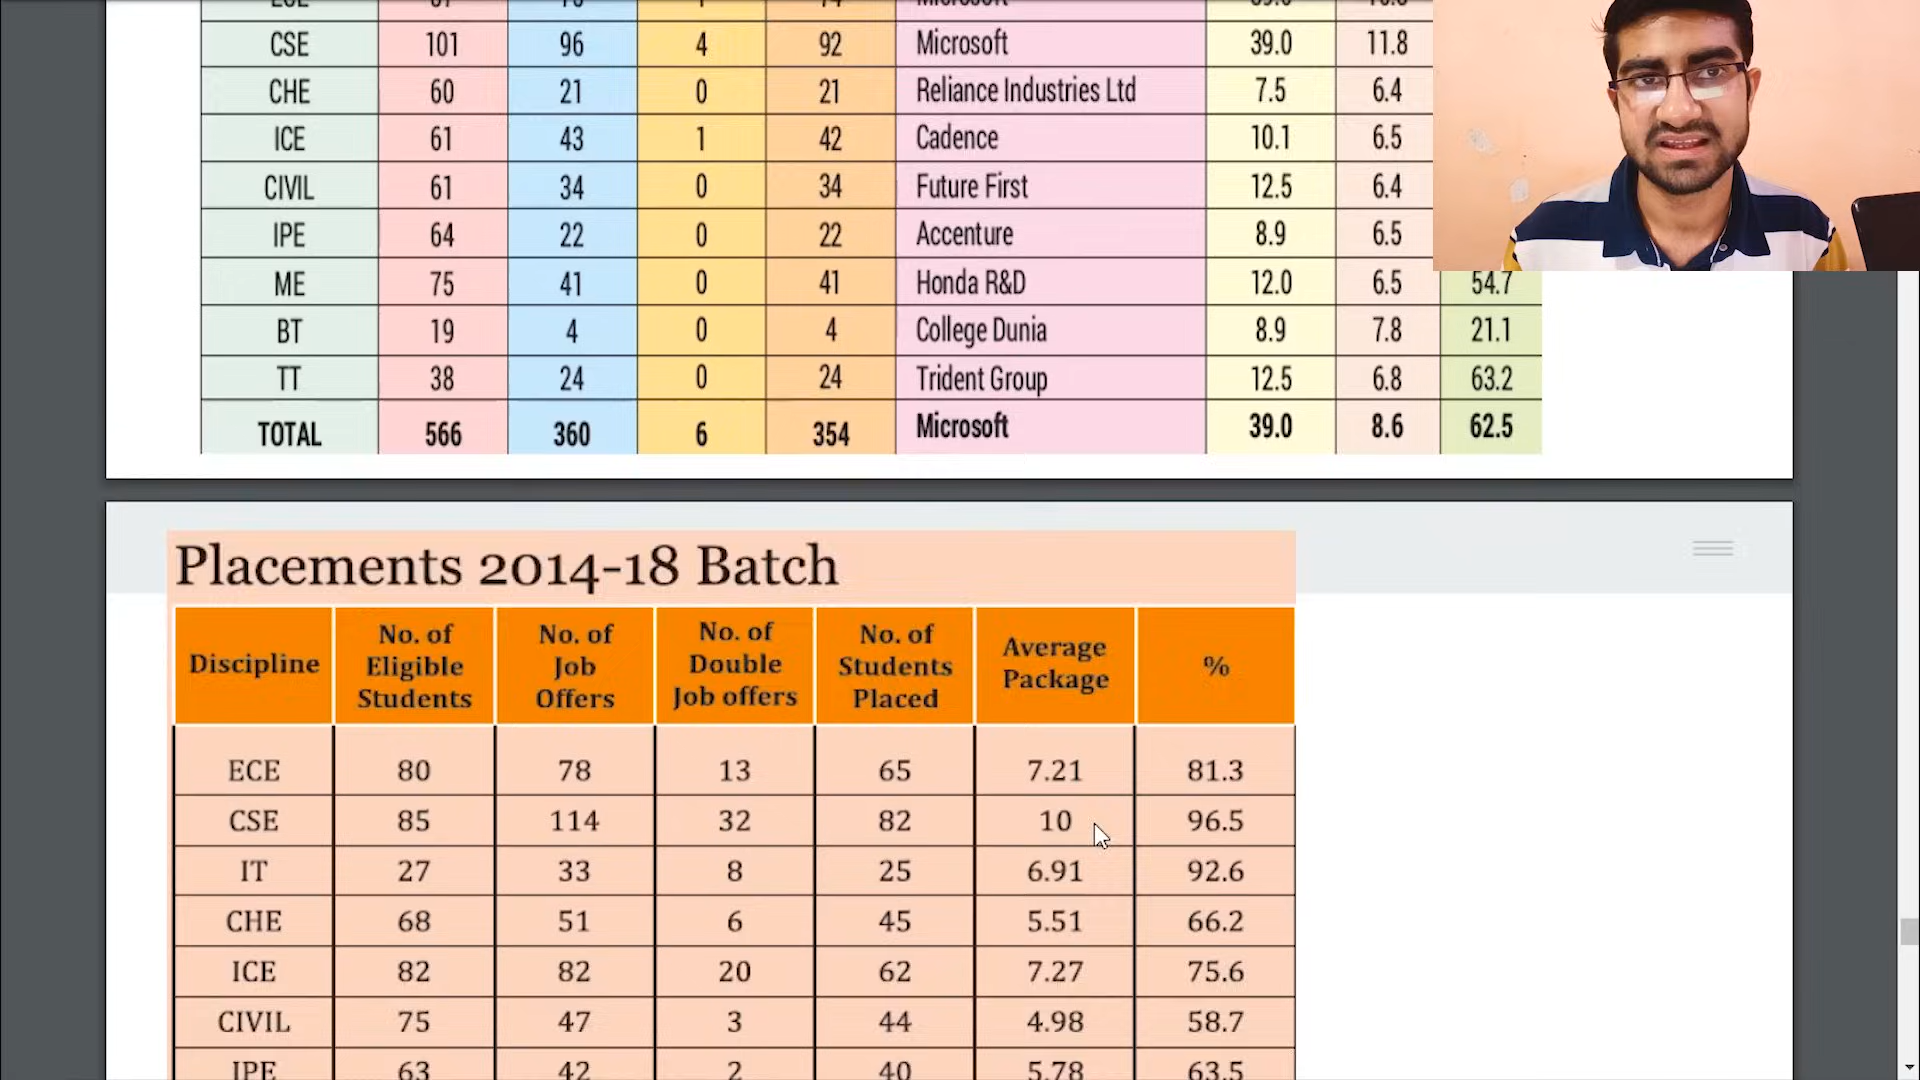 CSE 101 96 4 92 Microsoft 39.0 11.8
CHE 60 21 0 21 Reliance Industries Ltd 7.5 6.4
ICE 61 43 1 42 Cadence 10.1 6.5
CIVIL 61 34 0 34 Future First 12.5 6.4
IPE 64 22 0 22 Accenture 8.9 6.5
ME 75 41 0 41 Honda R&D 12.0 6.5 54.7
BT 19 4 0 4 College Dunia 8.9 7.8 21.1
TT 38 24 0 24 Trident Group 12.5 6.8 63.2
TOTAL 566 360 6 354 Microsoft 39.0 8.6 62.5
Placements 2014-18 Batch
Discipline
No. of
Eligible
Students
No. of
Job
Offers
No. of
Double
Job offers
No. of
Students
Placed
Average
Package
%
ECE 80 78 13 65 7.21 81.3
CSE 85 114 32 82 10 96.5
IT 27 33 8 25 6.91 92.6
CHE 68 51 6 45 5.51 66.2
ICE 82 82 20 62 7.27 75.6
CIVIL 75 47 3 44 4.98 58.7
IPE 63 42 2 40 5.78 63.5